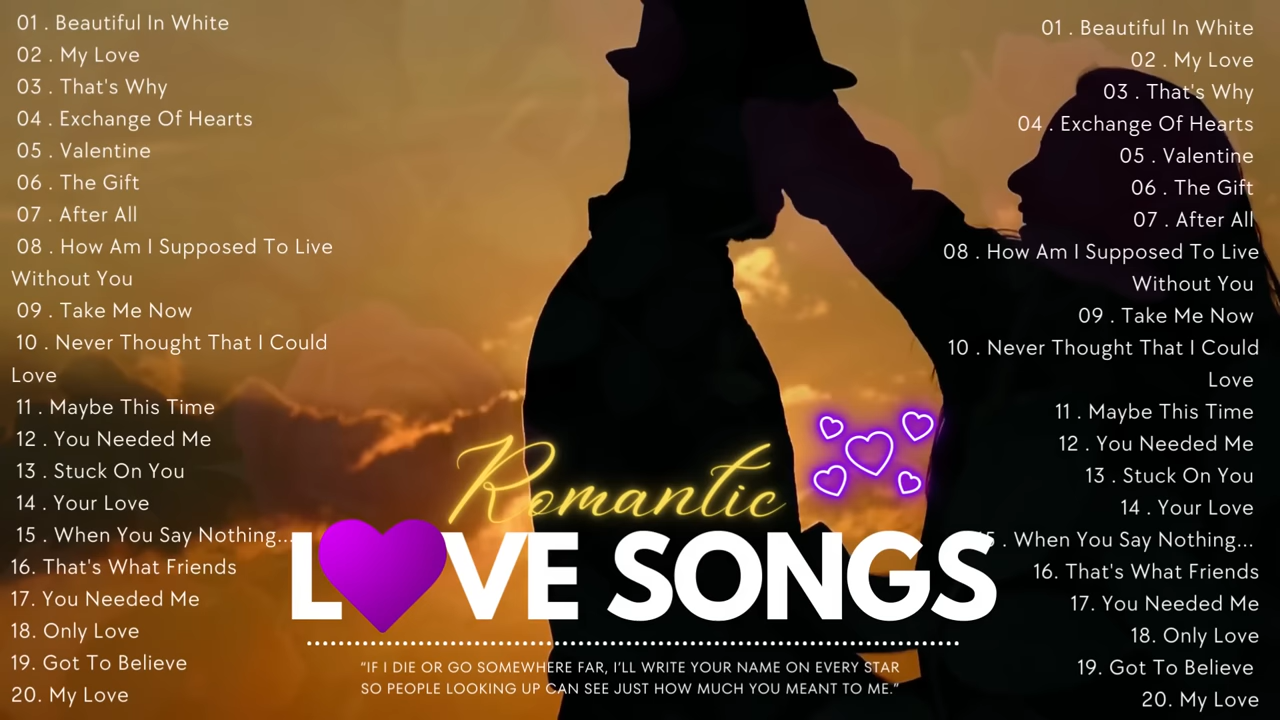 01 . Beautiful In White
02 . My Love
03 . That's Why
04 . Exchange Of Hearts
05 . Valentine
06 . The Gift
07 . After All
08 . How Am I Supposed To Live
Without You
09 . Take Me Now
10 . Never Thought That I Could
Love
11 . Maybe This Time
12 . You Needed Me
13 . Stuck On You
14 . Your Love
15 . When You Say Nothing...
16. That's What Friends
17. You Needed Me
18. Only Love
19. Got To Believe
20. My Love
Romantic
LOVE SONGS
“IF I DIE OR GO SOMEWHERE FAR, I’LL WRITE YOUR NAME ON EVERY STAR
SO PEOPLE LOOKING UP CAN SEE JUST HOW MUCH YOU MEANT TO ME.”
01 . Beautiful In White
02 . My Love
03 . That's Why
04 . Exchange Of Hearts
05 . Valentine
06 . The Gift
07 . After All
08 . How Am I Supposed To Live
Without You
09 . Take Me Now
10 . Never Thought That I Could
Love
11 . Maybe This Time
12 . You Needed Me
13 . Stuck On You
14 . Your Love
5 . When You Say Nothing...
16. That's What Friends
17. You Needed Me
18. Only Love
19. Got To Believe
20. My Love